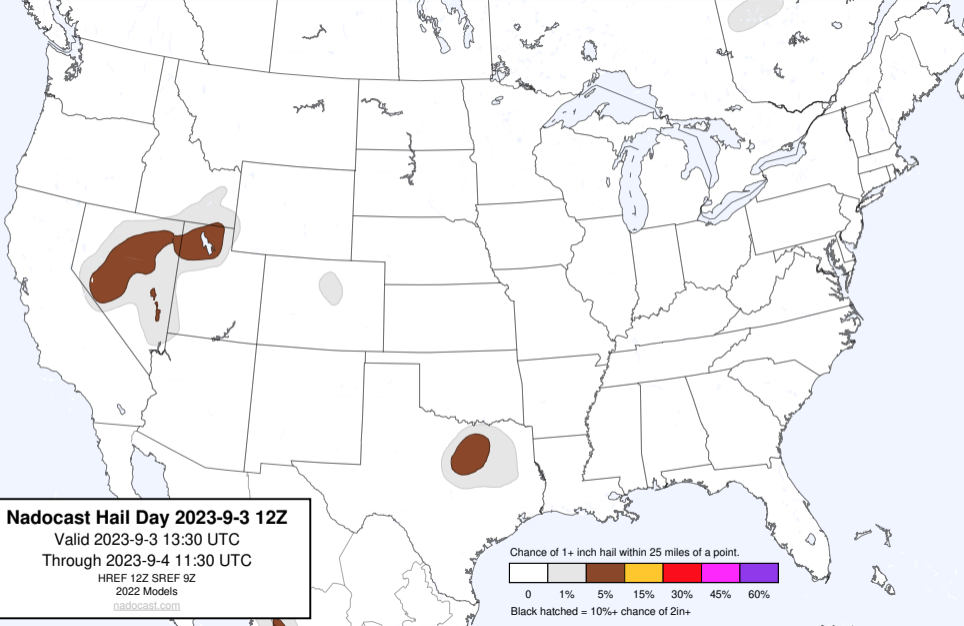 Nadocast Hail Day 2023-9-3 12Z
Valid 2023-9-3 13:30 UTC
Through 2023-9-4 11:30 UTC
HREF 12Z SREF 9Z
2022 Models
nadocast.com
Chance of 1+ inch hail within 25 miles of a point.
0 1% 5% 15% 30% 45% 60%
Black hatched = 10%+ chance of 2in+